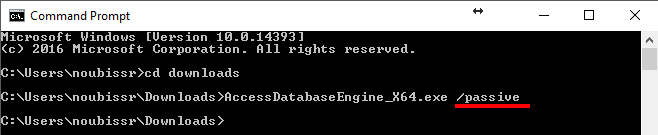 Command Prompt
Microsoft Windows [Version 10.0.14393]
(c) 2016 Microsoft Corporation. All rights reserved.
C:\Users\noubissr>cd downloads
C:\Users\noubissr\Downloads>AccessDatabaseEngine_X64.exe /passive
C:\Users\noubissr\Downloads>